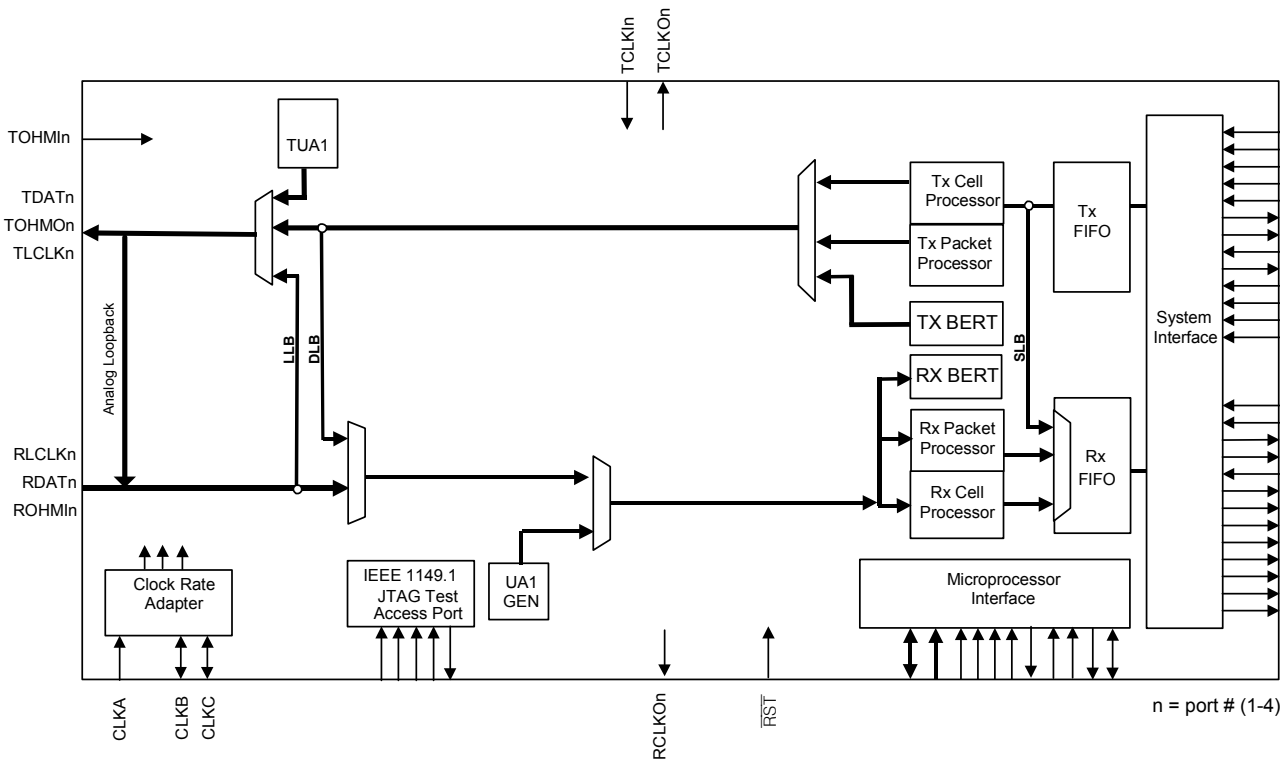 TCLKIn
TCLKOn
TOHMIn
TDATn
TOHMOn
TLCLKn
TUA1
Tx Cell
Processor
Tx Packet
Processor
TX BERT
Tx
FIFO
System
Interface
Analog Loopback
LLB
DLB
SLB
RX BERT
Rx Packet
Processor
Rx Cell
Processor
Rx
FIFO
RLCLKn
RDATn
ROHMIn
Clock Rate
Adapter
IEEE 1149.1
JTAG Test
Access Port
UA1
GEN
Microprocessor
Interface
CLKA
CLKB
CLKC
RCLKOn
RST
n = port # (1-4)